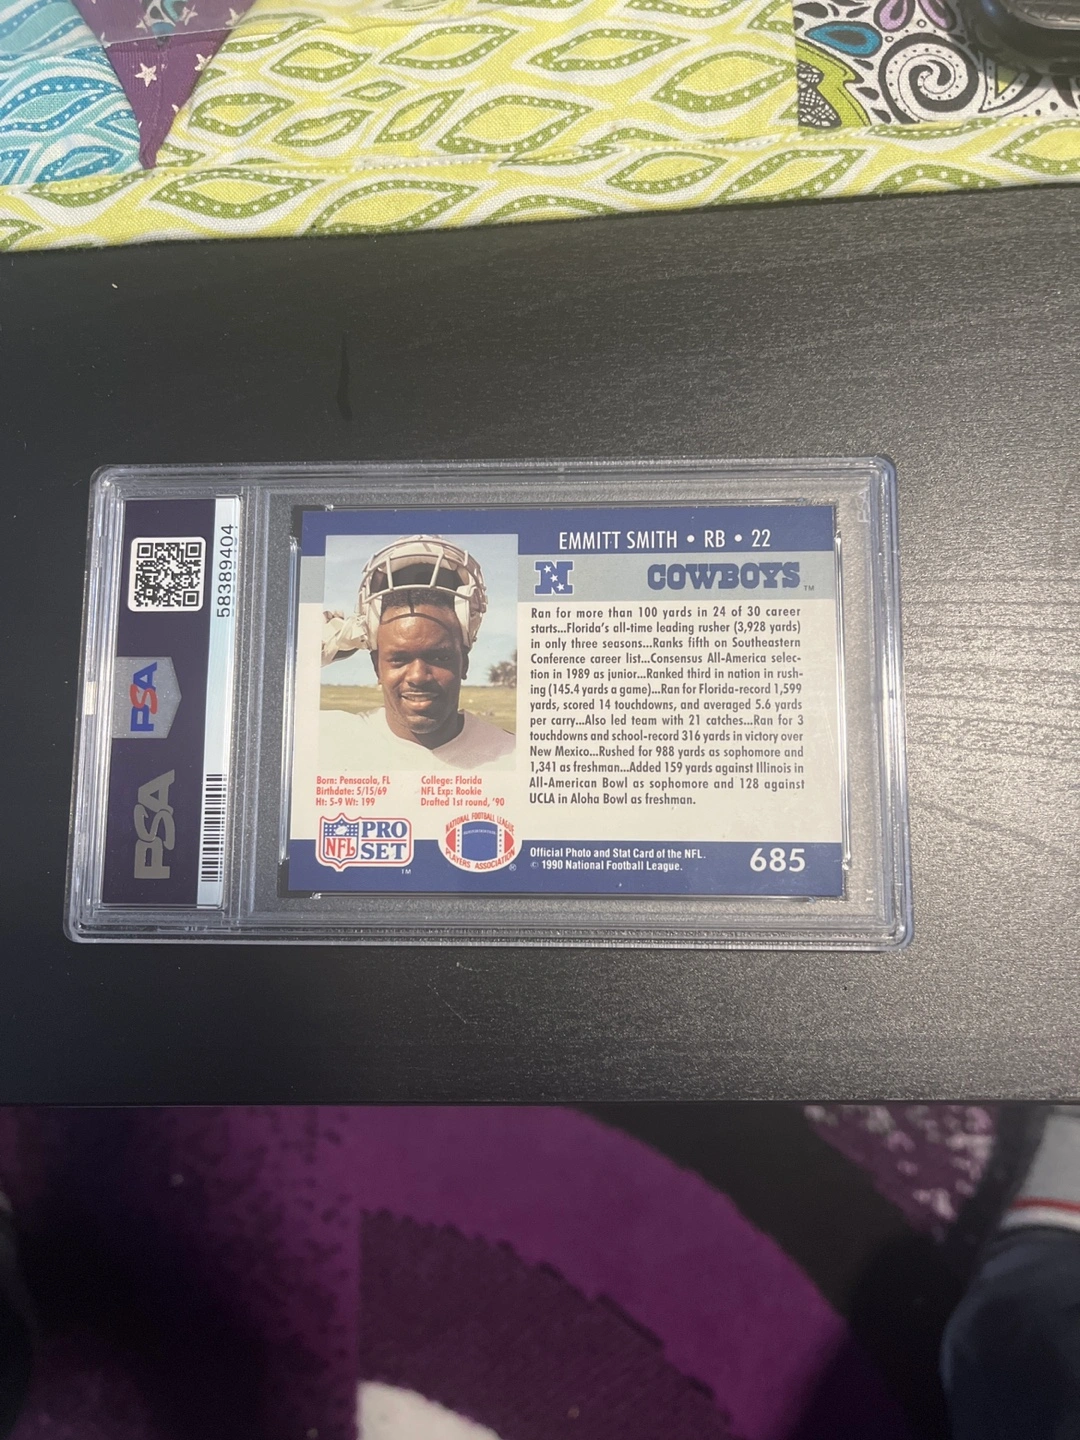 58389404
PSA
PSA
EMMITT SMITH • RB • 22
N
COWBOYS™
Ran for more than 100 yards in 24 of 30 career
starts...Florida's all-time leading rusher (3,928 yards)
in only three seasons...Ranks fifth on Southeastern
Conference career list...Consensus All-America selec-
tion in 1989 as junior...Ranked third in nation in rush-
ing (145.4 yards a game)...Ran for Florida-record 1,599
yards, scored 14 touchdowns, and averaged 5.6 yards
per carry...Also led team with 21 catches...Ran for 3
touchdowns and school-record 316 yards in victory over
New Mexico...Rushed for 988 yards as sophomore and
1,341 as freshman...Added 159 yards against Illinois in
All-American Bowl as sophomore and 128 against
UCLA in Aloha Bowl as freshman.
Born: Pensacola, FL
Birthdate: 5/15/69
Ht: 5-9 Wt: 199
College: Florida
NFL Exp: Rookie
Drafted 1st round, '90
NFL PRO SET™
NATIONAL FOOTBALL LEAGUE
PLAYERS ASSOCIATION®
Official Photo and Stat Card of the NFL.
© 1990 National Football League.
685